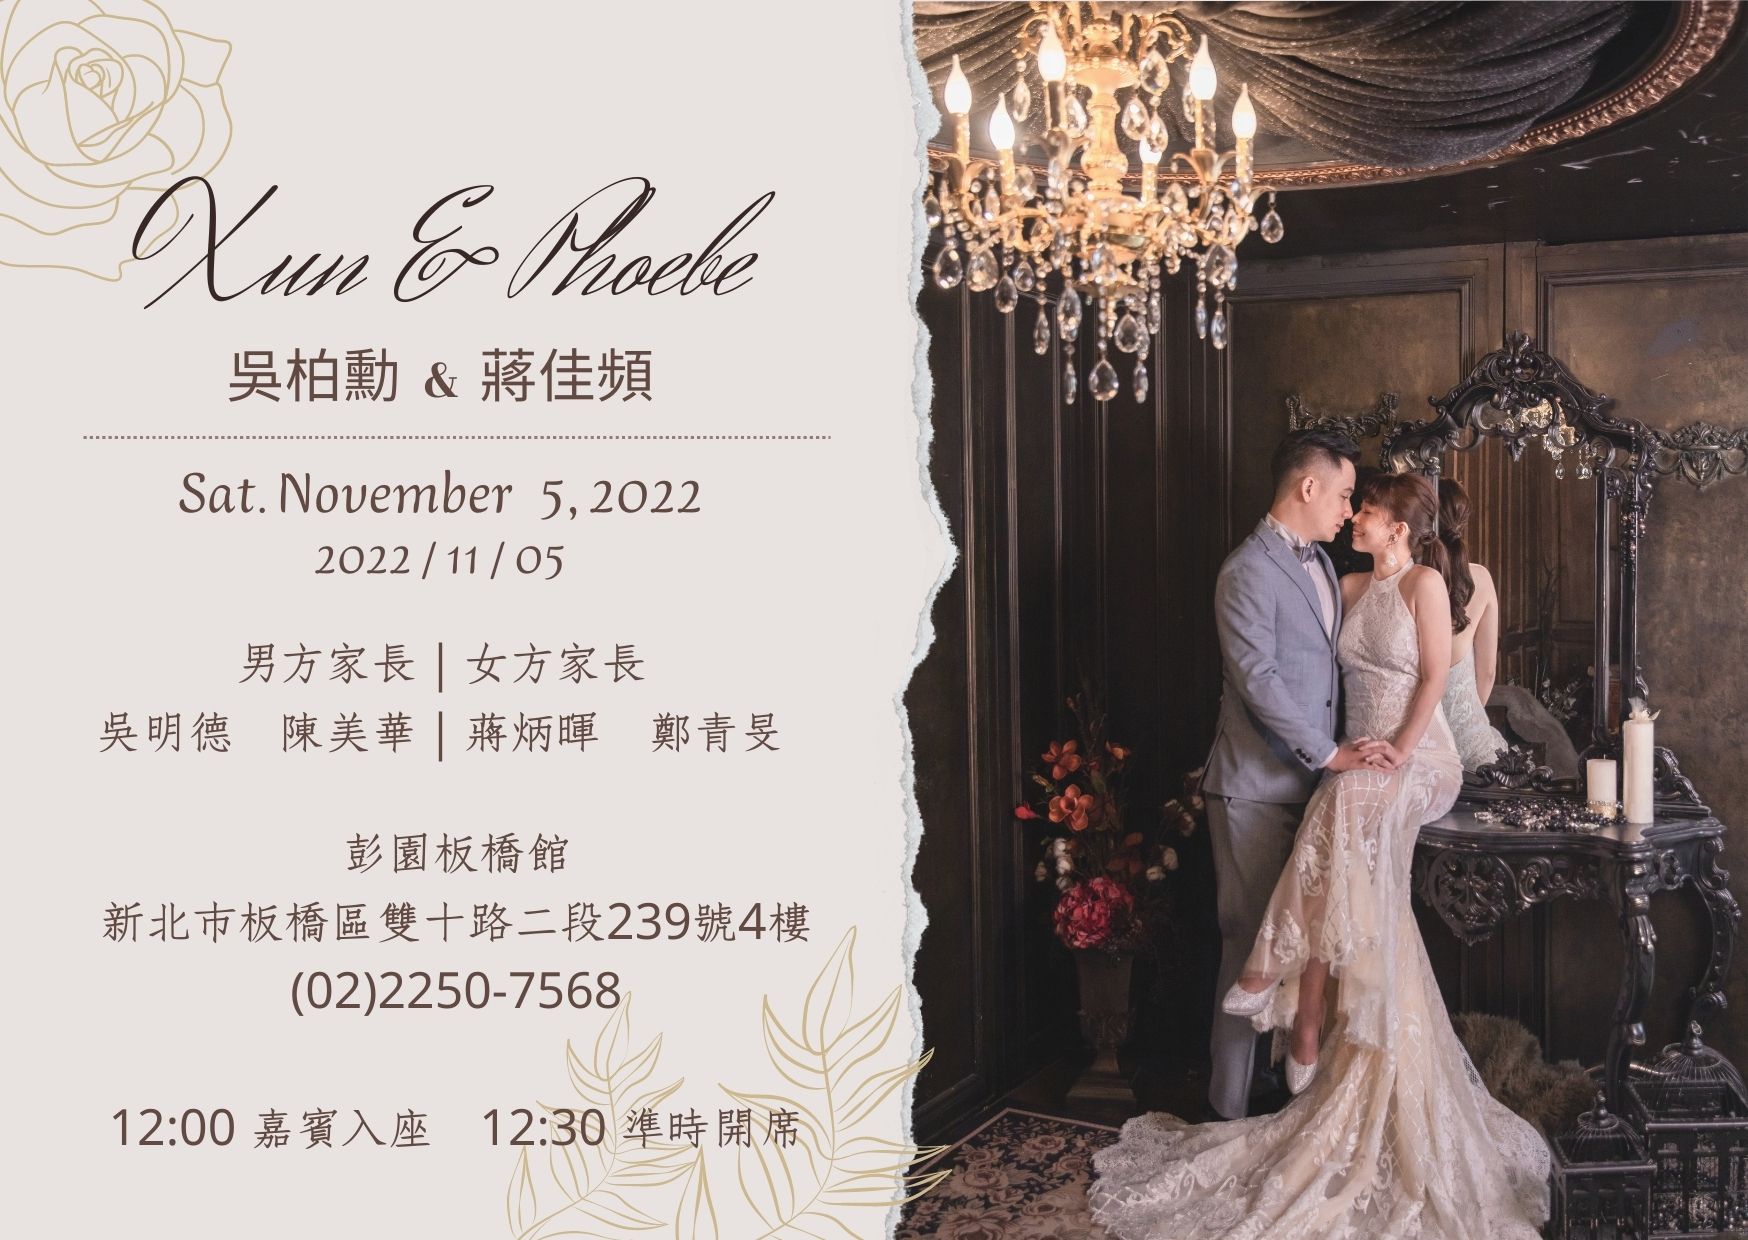 Xun & Phoebe
吳柏勳 & 蔣佳頻
Sat. November 5, 2022
2022 / 11 / 05
男方家長 | 女方家長
吳明德 陳美華 | 蔣炳暉 鄭青旻
彭園板橋館
新北市板橋區雙十路二段239號4樓
(02)2250-7568
12:00 嘉賓入座 12:30 準時開席